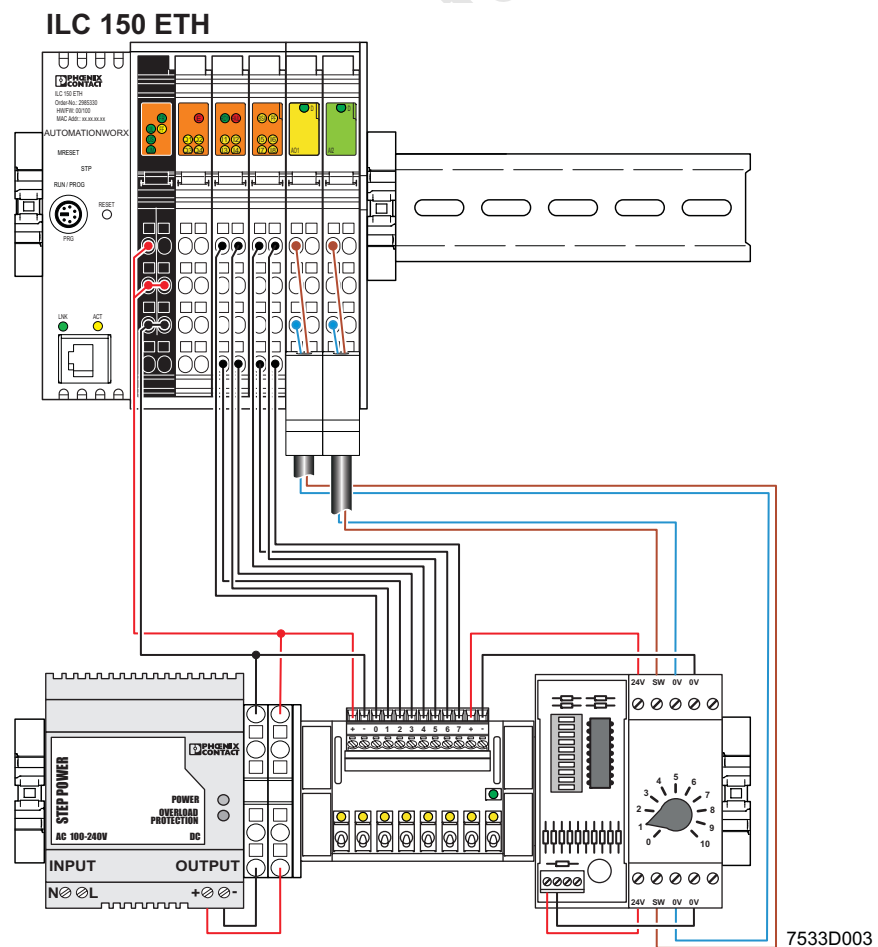 ILC 150 ETH
PHŒNIX
CONTACT
ILC 150 ETH
Order-No.: 2985330
HW/FW: 00/100
MAC Addr.: xx.xx.xx.xx
AUTOMATIONWORX
MRESET
STP
RUN / PROG
RESET
PRG
LNK ACT
E
D D
AO1 AI2
24V SW 0V 0V
+ - 0 1 2 3 4 5 6 7 + -
PHŒNIX
CONTACT
STEP POWER
POWER
OVERLOAD
PROTECTION
AC 100-240V DC
INPUT OUTPUT
N L + -
0 1 2 3 4 5 6 7 8 9 10
24V SW 0V 0V
7533D003